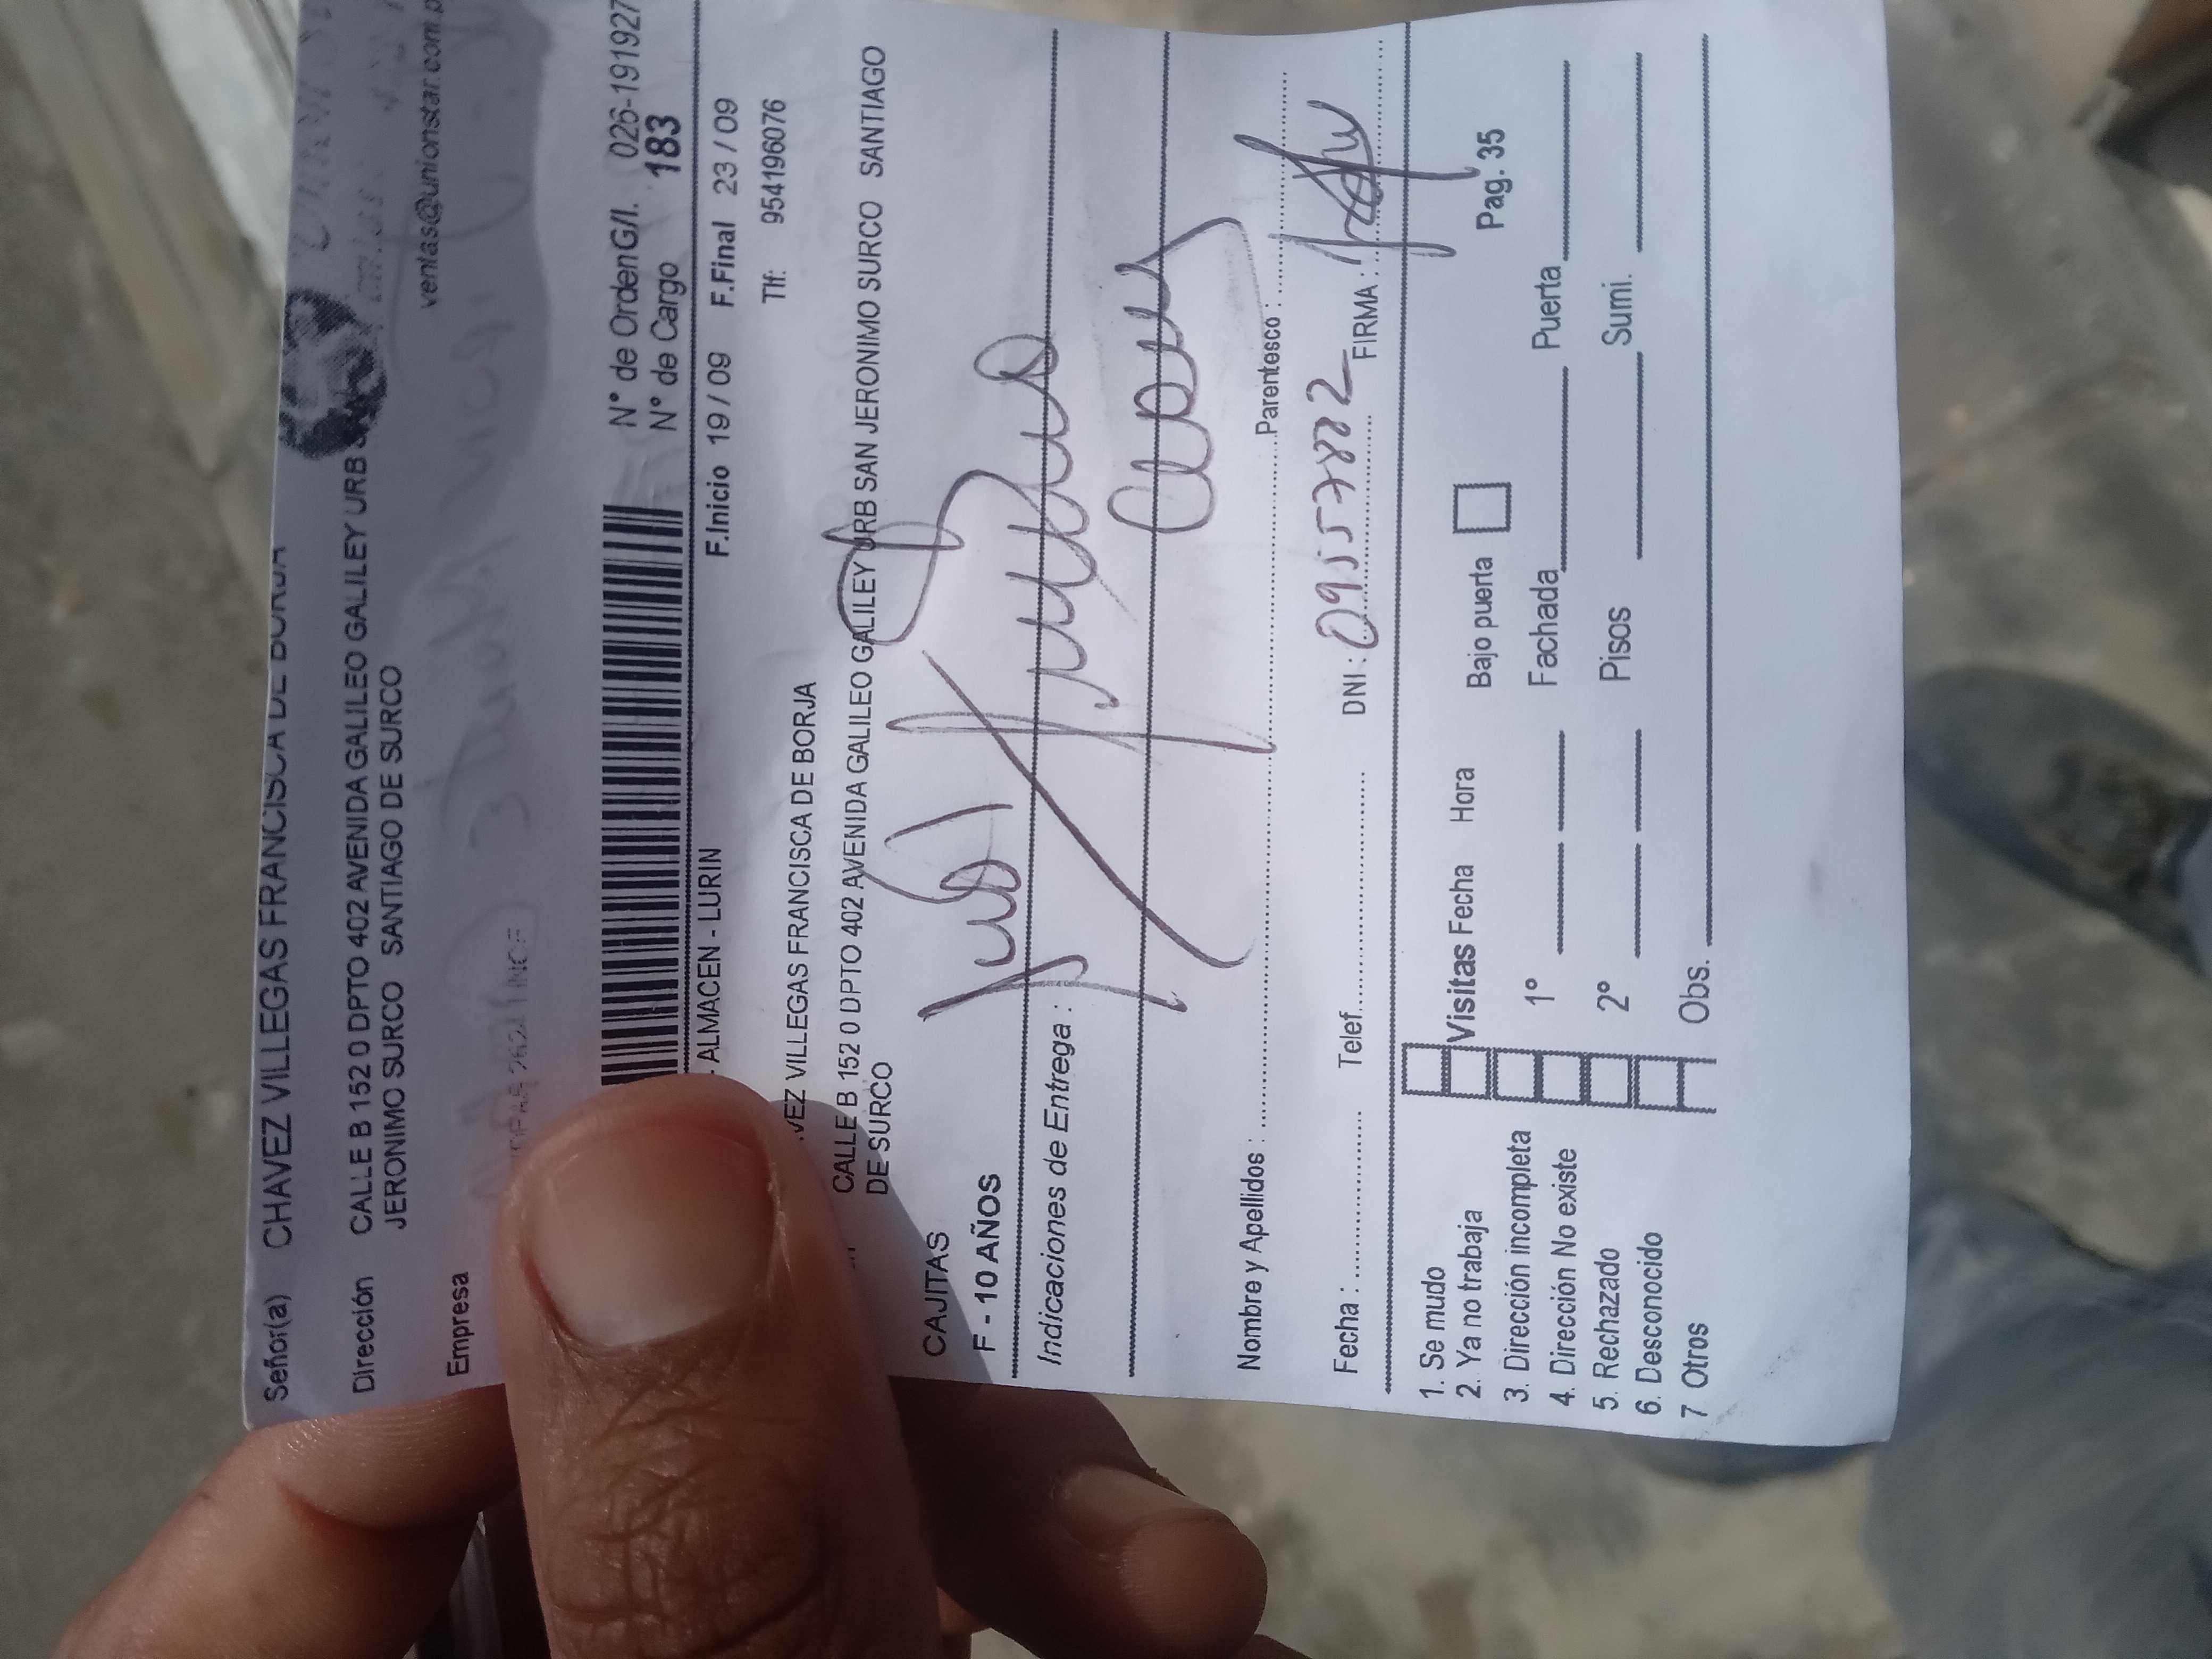 Señor(a) CHAVEZ VILLEGAS FRANCISCA DE BORJA
Dirección CALLE B 152 0 DPTO 402 AVENIDA GALILEO GALILEY URB
JERONIMO SURCO SANTIAGO DE SURCO
ventas@unionstar.com.p
Empresa
N° de Orden G/I. 026-191927
N° de Cargo 183
- ALMACEN - LURIN F.Inicio 19 / 09 F.Final 23 / 09
Tlf: 954196076
VEZ VILLEGAS FRANCISCA DE BORJA
CALLE B 152 0 DPTO 402 AVENIDA GALILEO GALILEY URB SAN JERONIMO SURCO SANTIAGO
DE SURCO
CAJITAS
F - 10 AÑOS
Indicaciones de Entrega :
Nombre y Apellidos : Parentesco :
Fecha : Telef. DNI : 09557882 FIRMA :
1. Se mudo
2. Ya no trabaja
3. Dirección incompleta
4. Dirección No existe
5. Rechazado
6. Desconocido
7 Otros
Visitas Fecha Hora Bajo puerta Pag. 35
1° Fachada Puerta
2° Pisos Sumi.
Obs.